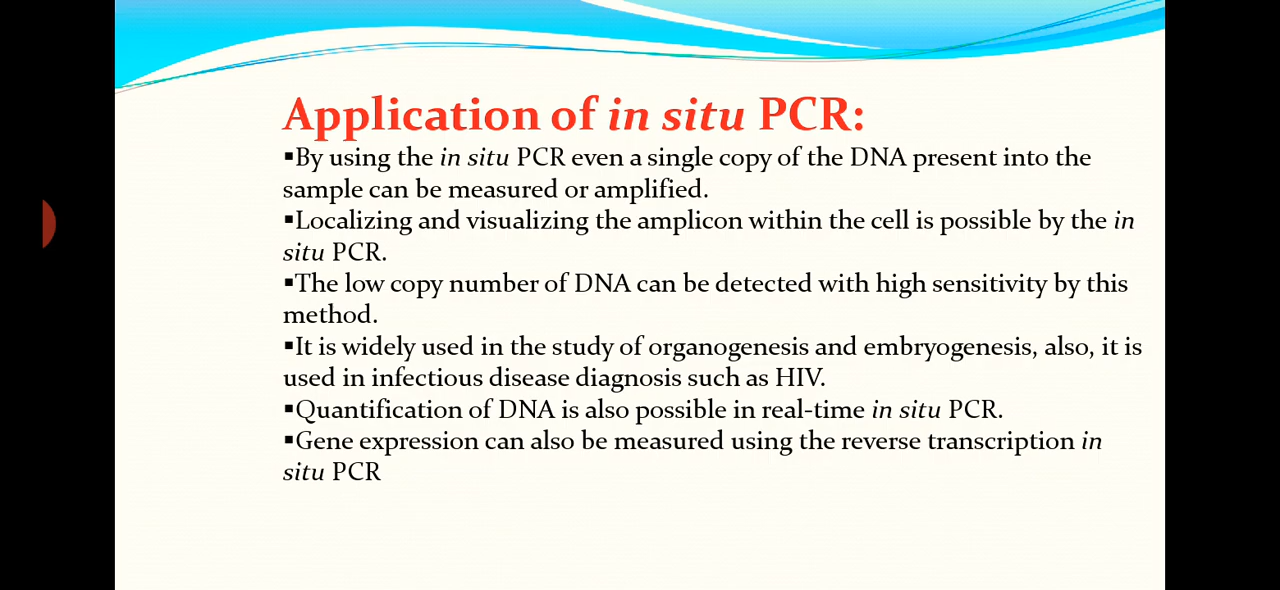 Application of in situ PCR:
▪By using the in situ PCR even a single copy of the DNA present into the
sample can be measured or amplified.
▪Localizing and visualizing the amplicon within the cell is possible by the in
situ PCR.
▪The low copy number of DNA can be detected with high sensitivity by this
method.
▪It is widely used in the study of organogenesis and embryogenesis, also, it is
used in infectious disease diagnosis such as HIV.
▪Quantification of DNA is also possible in real-time in situ PCR.
▪Gene expression can also be measured using the reverse transcription in
situ PCR